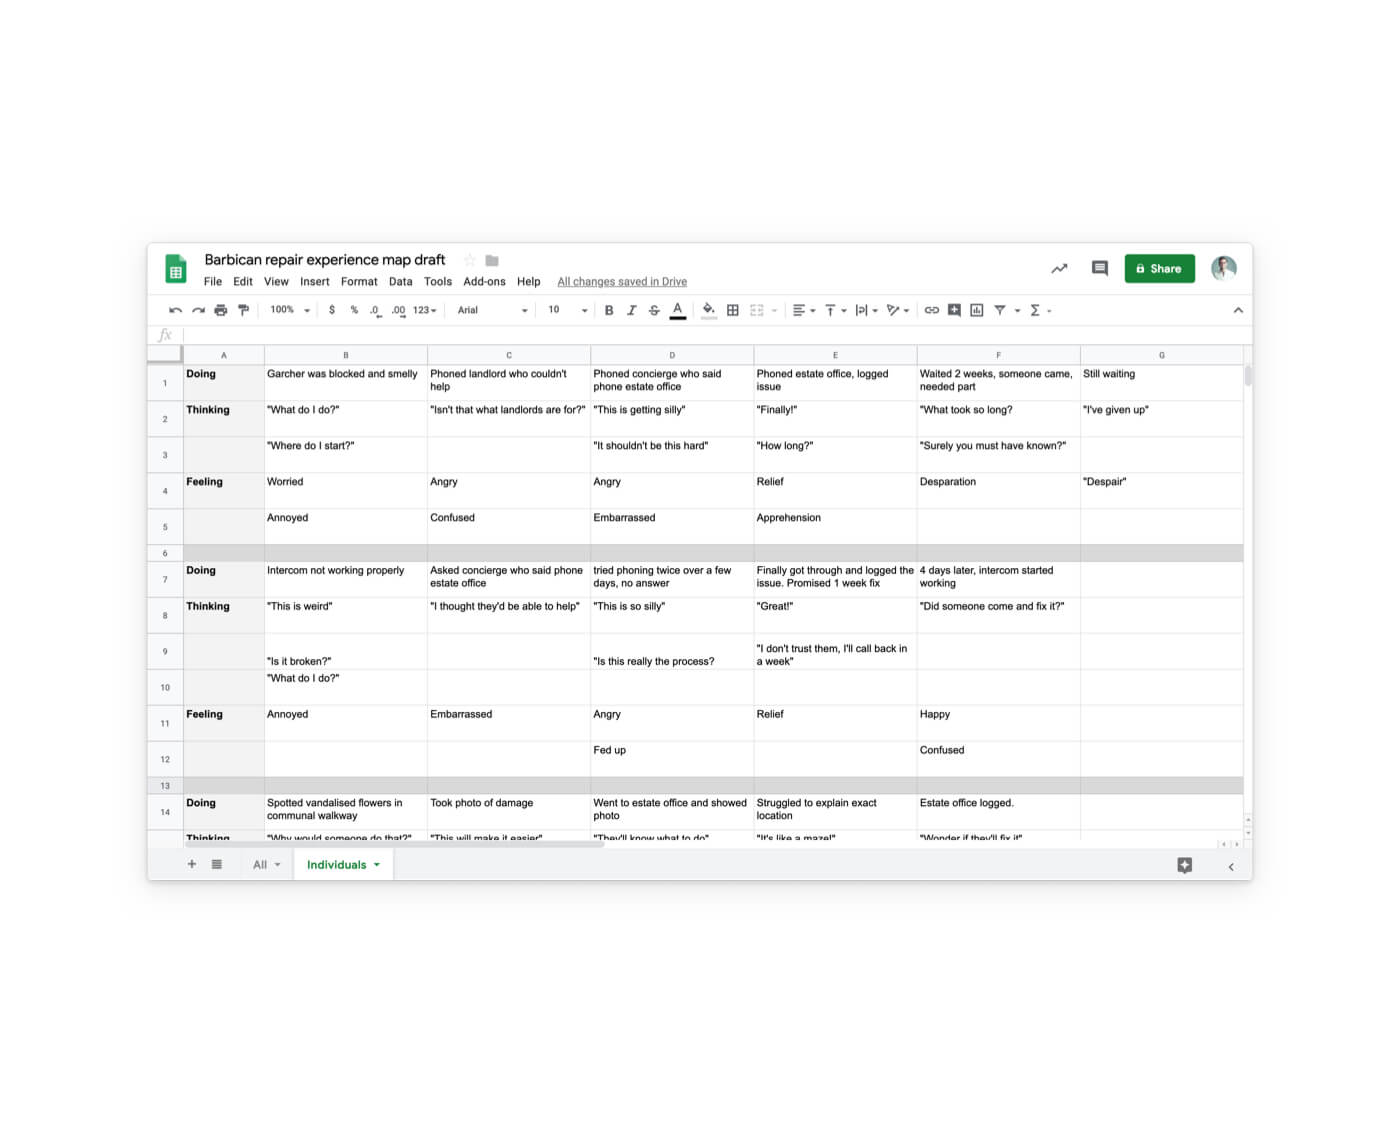 Barbican repair experience map draft
File Edit View Insert Format Data Tools Add-ons Help All changes saved in Drive
Share
100% $ % .0 .00 123 Arial 10 B I S A
fx
A B C D E F G
1 Doing Garcher was blocked and smelly Phoned landlord who couldn't help Phoned concierge who said phone estate office Phoned estate office, logged issue Waited 2 weeks, someone came, needed part Still waiting
2 Thinking "What do I do?" "Isn't that what landlords are for?" "This is getting silly" "Finally!" "What took so long? "I've given up"
3 "Where do I start?" "It shouldn't be this hard" "How long?" "Surely you must have known?"
4 Feeling Worried Angry Angry Relief Desparation "Despair"
5 Annoyed Confused Embarrassed Apprehension
6
7 Doing Intercom not working properly Asked concierge who said phone estate office tried phoning twice over a few days, no answer Finally got through and logged the issue. Promised 1 week fix 4 days later, intercom started working
8 Thinking "This is weird" "I thought they'd be able to help" "This is so silly" "Great!" "Did someone come and fix it?"
9 "Is it broken?" "Is this really the process? "I don't trust them, I'll call back in a week"
10 "What do I do?"
11 Feeling Annoyed Embarrassed Angry Relief Happy
12 Fed up Confused
13
14 Doing Spotted vandalised flowers in communal walkway Took photo of damage Went to estate office and showed photo Struggled to explain exact location Estate office logged.
Thinking "Why would someone do that?" "This will make it easier" "They'll know what to do" "It's like a maze!" "Wonder if they'll fix it"
All Individuals